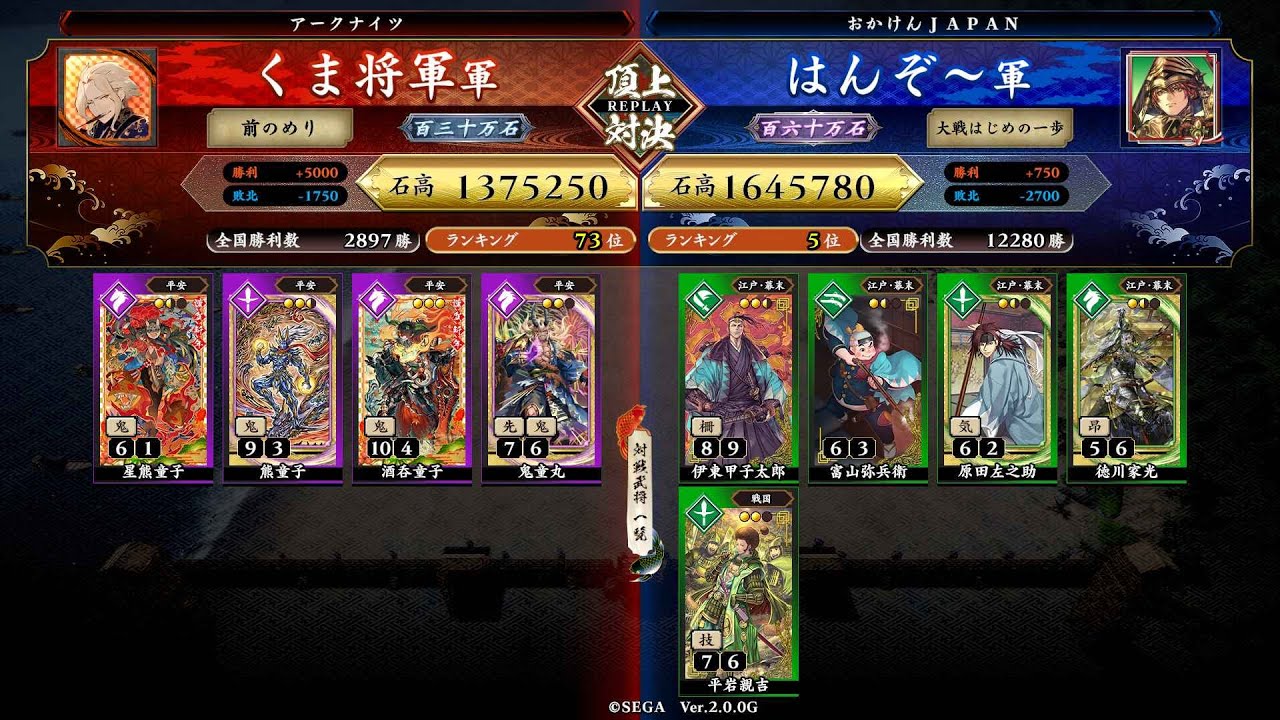 アークナイツ
おかけんJAPAN
くま将軍軍
はんぞ〜軍
頂上
REPLAY
対決
前のめり
百三十万石
百六十万石
大戦はじめの一歩
勝利 +5000
敗北 -1750
石高 1375250
石高 1645780
勝利 +750
敗北 -2700
全国勝利数 2897勝
ランキング 73位
ランキング 5位
全国勝利数 12280勝
平安
平安
平安
平安
江戸・幕末
江戸・幕末
江戸・幕末
江戸・幕末
鬼
6 1
星熊童子
鬼
9 3
熊童子
鬼
10 4
酒呑童子
先 鬼
7 6
鬼童丸
柵
8 9
伊東甲子太郎
6 3
富山弥兵衛
気
6 2
原田左之助
昂
5 6
徳川家光
対戦武将一覧
戦国
技
7 6
平岩親吉
©SEGA Ver.2.0.0G